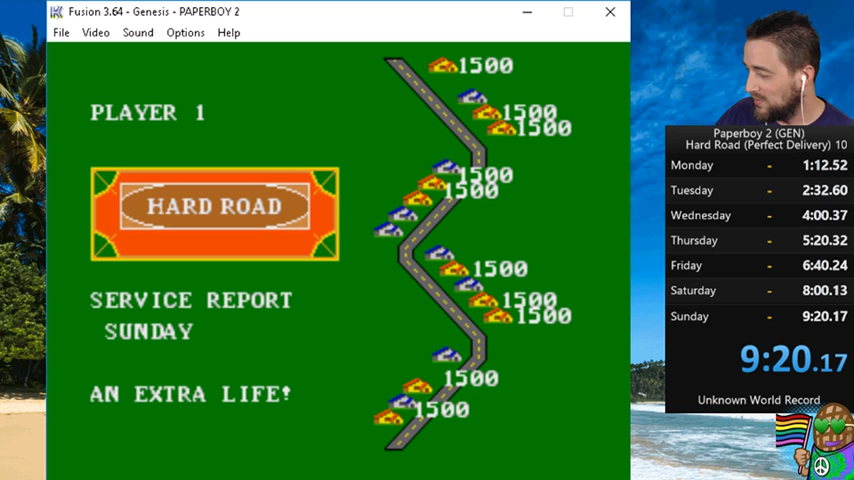 Fusion 3.64 - Genesis - PAPERBOY 2
File Video Sound Options Help
PLAYER 1
HARD ROAD
SERVICE REPORT
SUNDAY
AN EXTRA LIFE!
1500
1500
1500
1500
1500
1500
1500
1500
1500
1500
Paperboy 2 (GEN)
Hard Road (Perfect Delivery) 10
Monday - 1:12.52
Tuesday - 2:32.60
Wednesday - 4:00.37
Thursday - 5:20.32
Friday - 6:40.24
Saturday - 8:00.13
Sunday - 9:20.17
9:20.17
Unknown World Record